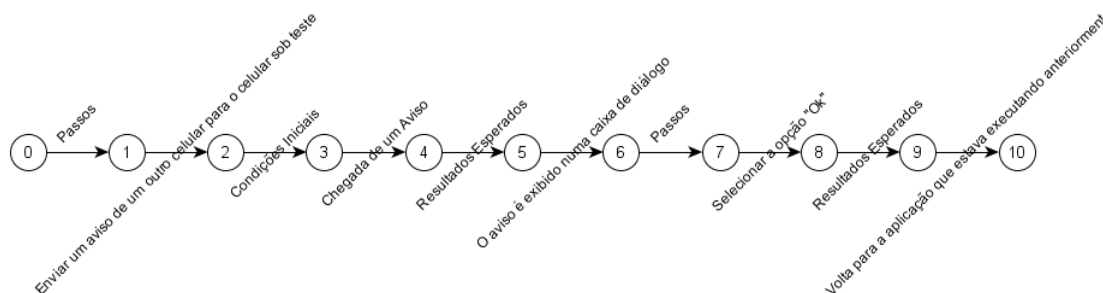 0
Passos
1
Enviar um aviso de um outro celular para o celular sob teste
2
Condições Iniciais
3
Chegada de um Aviso
4
Resultados Esperados
5
O aviso é exibido numa caixa de diálogo
6
Passos
7
Selecionar a opção "Ok"
8
Resultados Esperados
9
Volta para a aplicação que estava executando anteriorment
10